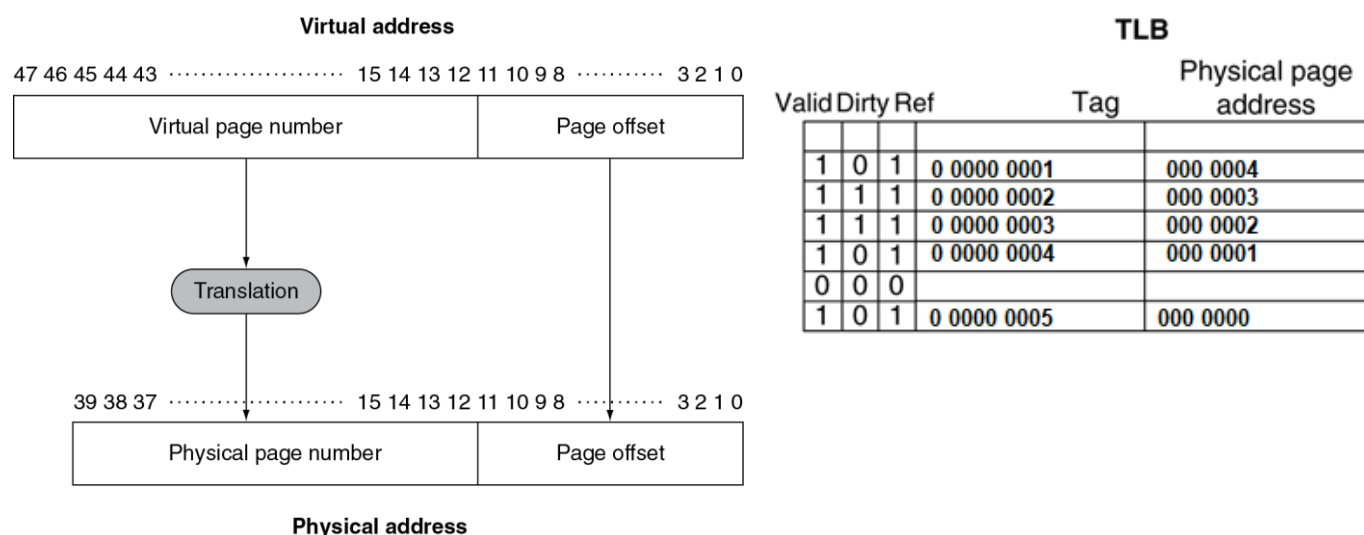 Virtual address
47 46 45 44 43 ······················ 15 14 13 12 11 10 9 8 ··········· 3 2 1 0
Virtual page number Page offset
Translation
39 38 37 ······················ 15 14 13 12 11 10 9 8 ··········· 3 2 1 0
Physical page number Page offset
Physical address
TLB
Physical page
Valid Dirty Ref Tag address
1 0 1 0 0000 0001 000 0004
1 1 1 0 0000 0002 000 0003
1 1 1 0 0000 0003 000 0002
1 0 1 0 0000 0004 000 0001
0 0 0
1 0 1 0 0000 0005 000 0000